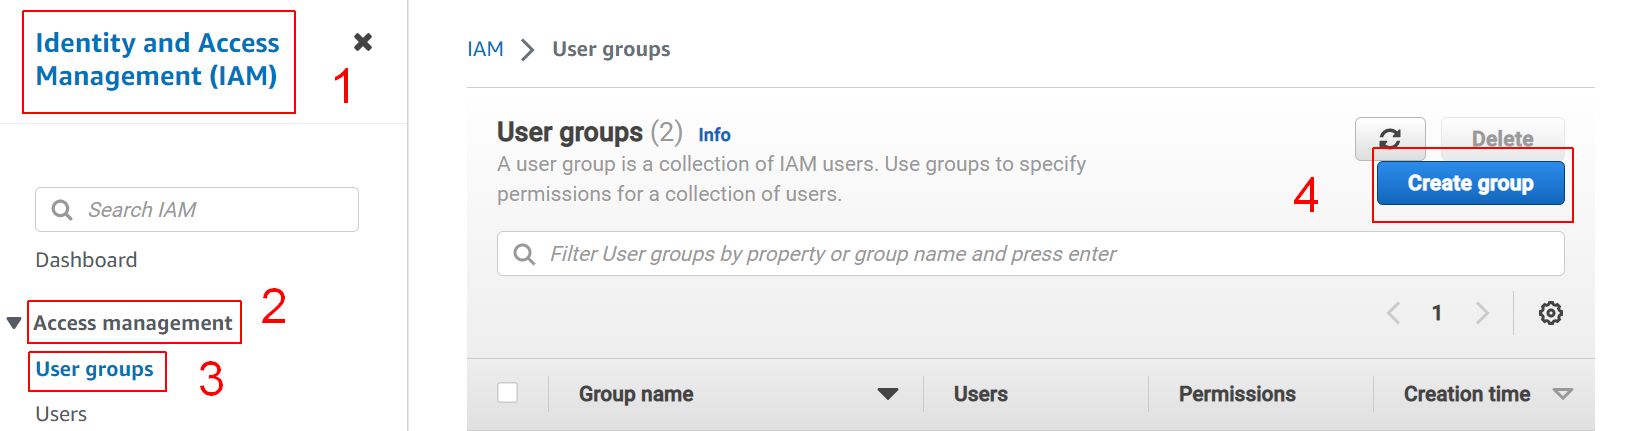 Identity and Access
Management (IAM)
1
Search IAM
Dashboard
Access management
2
User groups
3
Users
IAM > User groups
User groups (2) Info
A user group is a collection of IAM users. Use groups to specify
permissions for a collection of users.
Delete
4
Create group
Filter User groups by property or group name and press enter
1
Group name Users Permissions Creation time